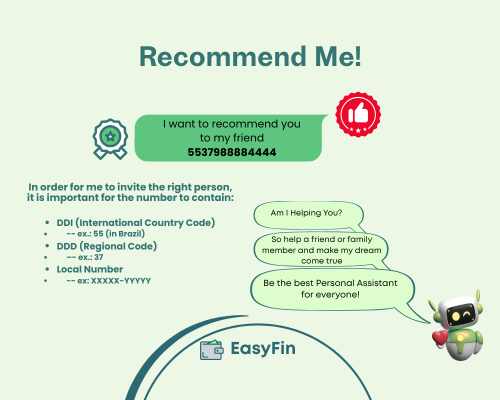 Recommend Me!
I want to recommend you
to my friend
5537988884444
In order for me to invite the right person,
it is important for the number to contain:
• DDI (International Country Code)
• -- ex.: 55 (in Brazil)
• DDD (Regional Code)
• -- ex.: 37
• Local Number
• -- ex: XXXXX-YYYYY
Am I Helping You?
So help a friend or family
member and make my dream
come true
Be the best Personal Assistant
for everyone!
EasyFin